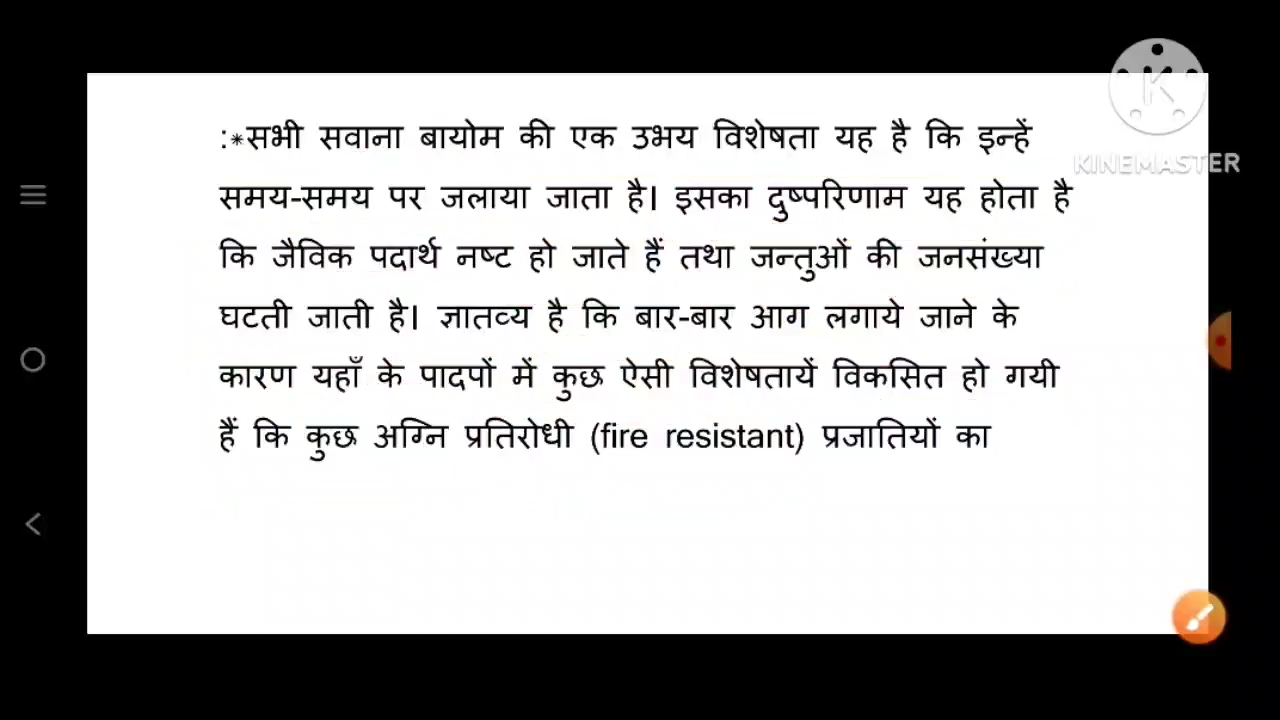 :*सभी सवाना बायोम की एक उभय विशेषता यह है कि इन्हें
समय-समय पर जलाया जाता है। इसका दुष्परिणाम यह होता है
कि जैविक पदार्थ नष्ट हो जाते हैं तथा जन्तुओं की जनसंख्या
घटती जाती है। ज्ञातव्य है कि बार-बार आग लगाये जाने के
कारण यहाँ के पादपों में कुछ ऐसी विशेषतायें विकसित हो गयी
हैं कि कुछ अग्नि प्रतिरोधी (fire resistant) प्रजातियों का
K
KINEMASTER